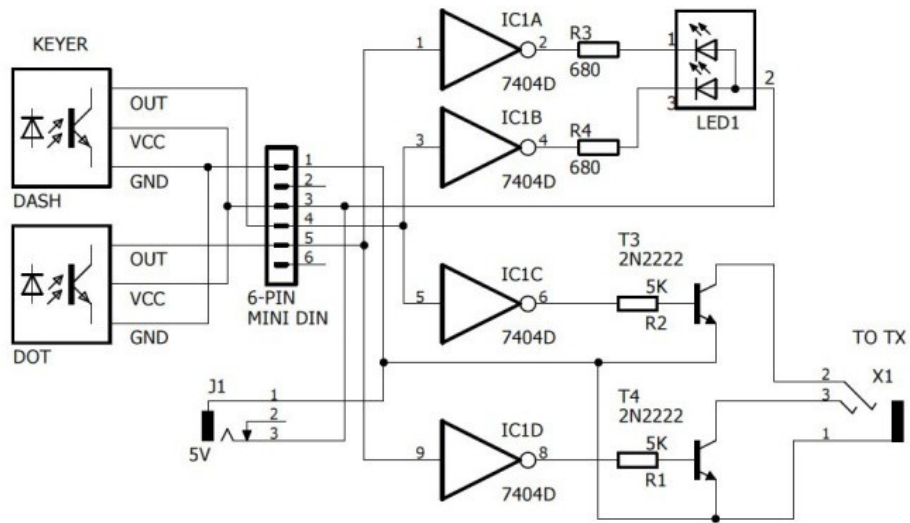 KEYER
OUT
VCC
GND
DASH
OUT
VCC
GND
DOT
1
2
3
4
5
6
6-PIN
MINI DIN
J1
1
2
3
5V
IC1A
1
2
7404D
R3
680
IC1B
3
4
7404D
R4
680
1
3
2
LED1
IC1C
5
6
7404D
T3
2N2222
5K
R2
IC1D
9
8
7404D
T4
2N2222
5K
R1
TO TX
X1
2
3
1